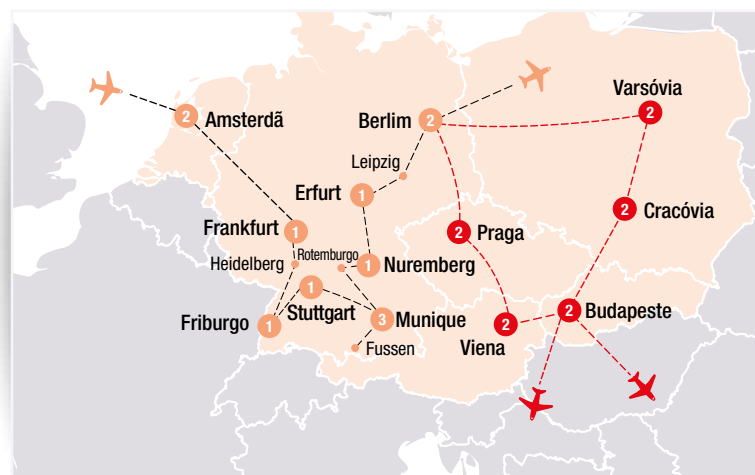 Varsóvia
2
2
Amsterdã
Berlim
2
Leipzig
Erfurt
1
2
Cracóvia
Frankfurt
1
2
Praga
Rotemburgo
Heidelberg
1
Nuremberg
1
Stuttgart
Friburgo
1
3
Munique
2
Budapeste
2
Viena
Fussen